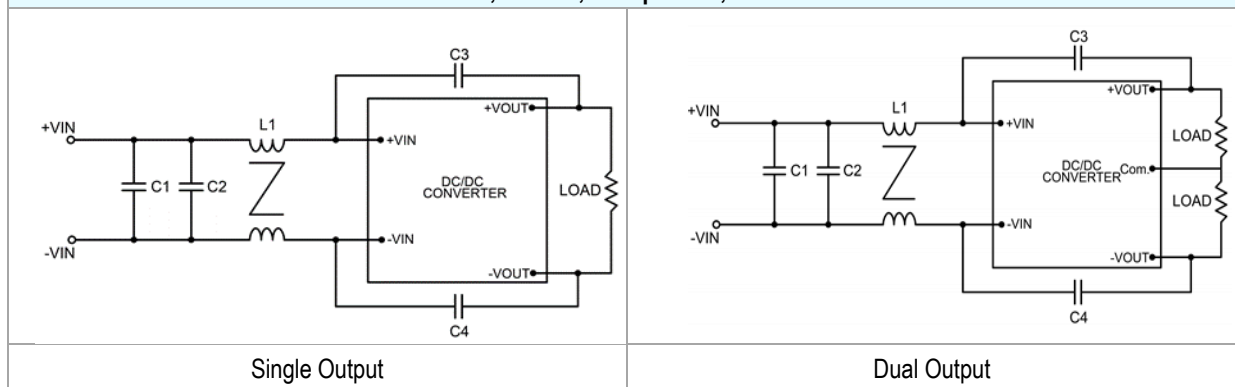 C3
+VOUT
+VIN
L1
+VIN
C1
C2
DC/DC
CONVERTER
LOAD
-VIN
-VIN
-VOUT
C4
Single Output
C3
+VOUT
+VIN
L1
+VIN
LOAD
C1
C2
DC/DC
CONVERTER
Com.
LOAD
-VIN
-VIN
-VOUT
C4
Dual Output